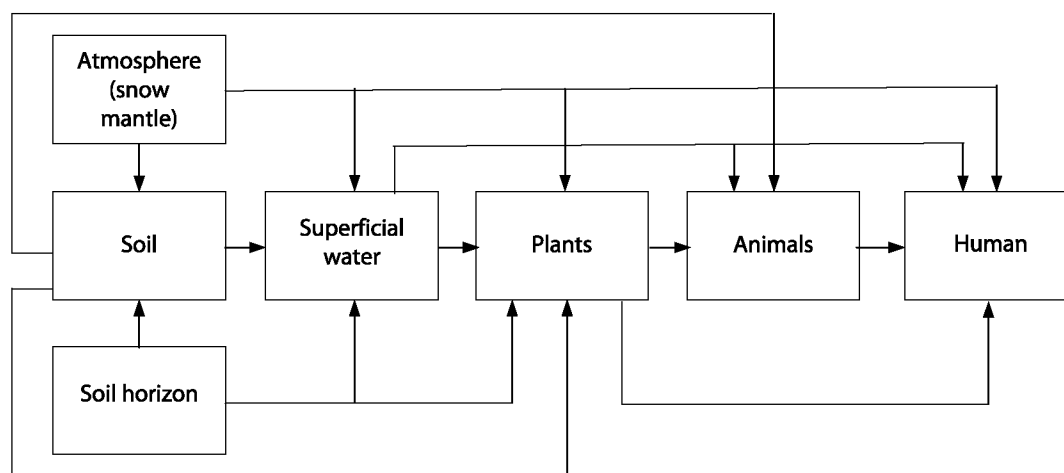 Atmosphere
(snow
mantle)
Soil
Superficial
water
Plants
Animals
Human
Soil horizon